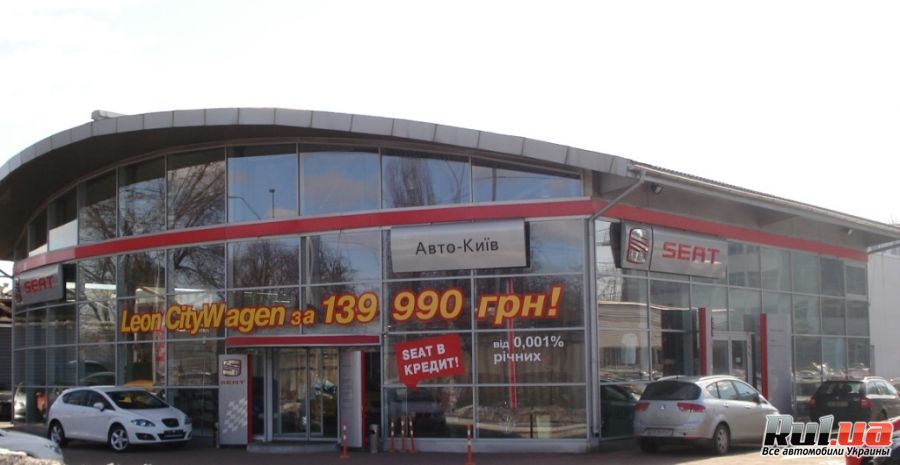 Авто-Київ
SEAT
SEAT
Leon CityWagen за 139 990 грн!
SEAT В
КРЕДИТ!
від 0,001%
річних
SEAT
RUL.ua
Все автомобили Украины